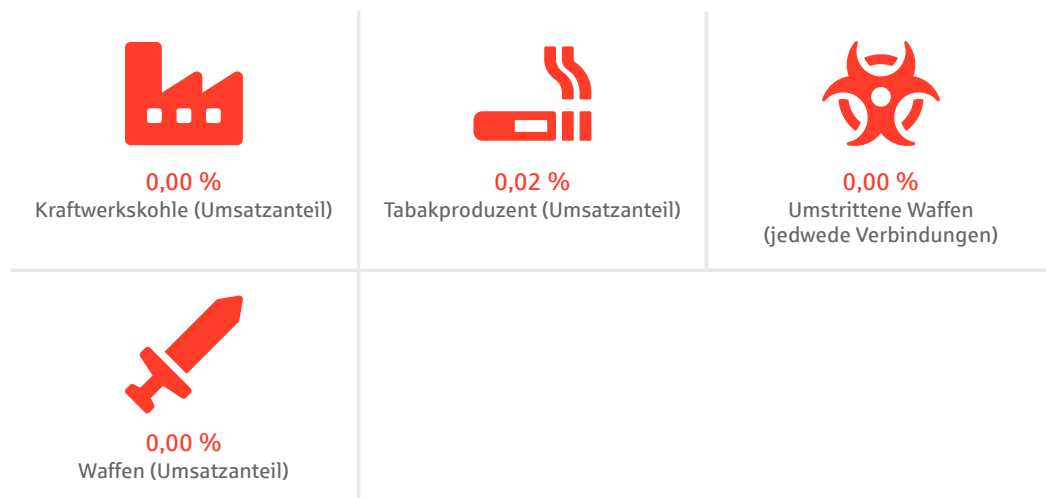 0,00 %
Kraftwerkskohle (Umsatzanteil)
0,02 %
Tabakproduzent (Umsatzanteil)
0,00 %
Umstrittene Waffen
(jedwede Verbindungen)
0,00 %
Waffen (Umsatzanteil)